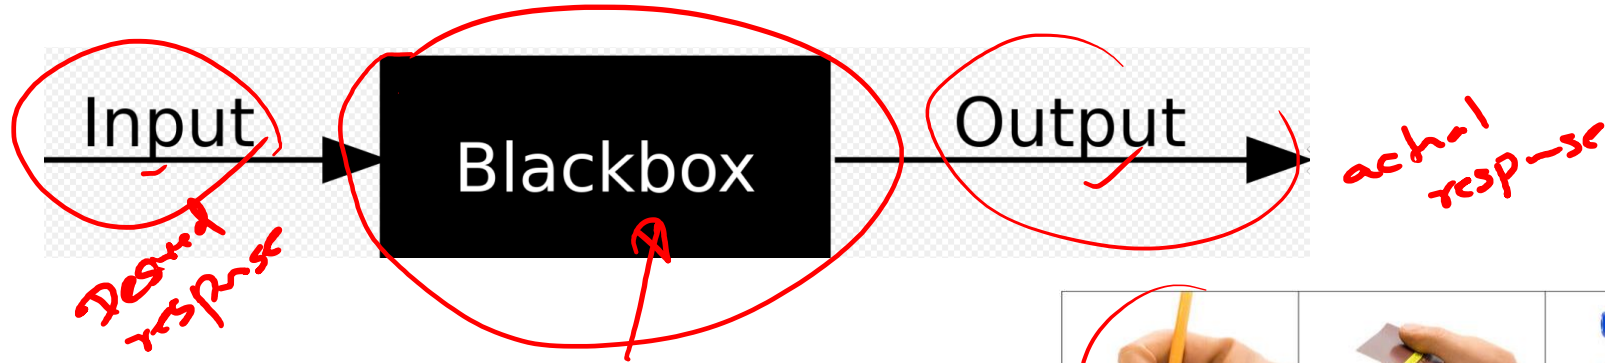 Input
Blackbox
Output
Desired
response
actual
response